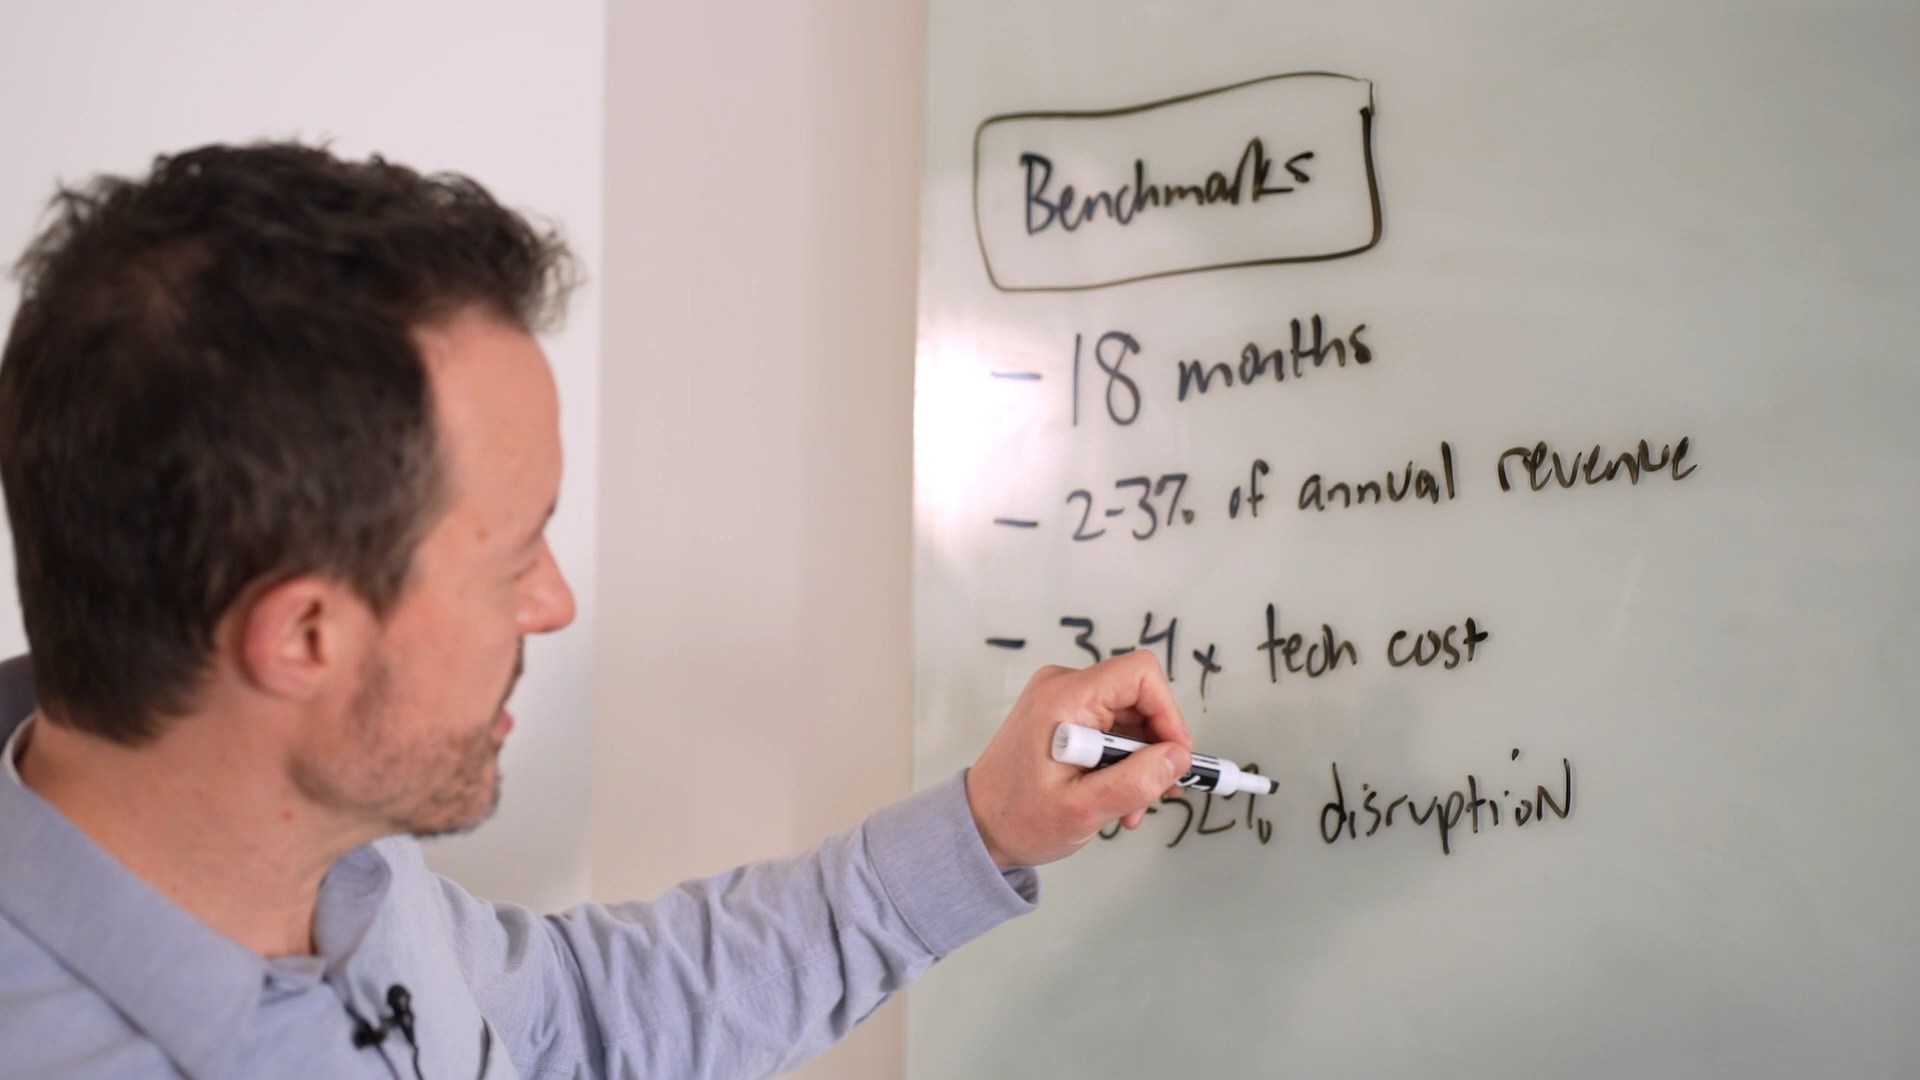 Benchmarks
- 18 months
- 2-3% of annual revenue
- 3-4x tech cost
disruption